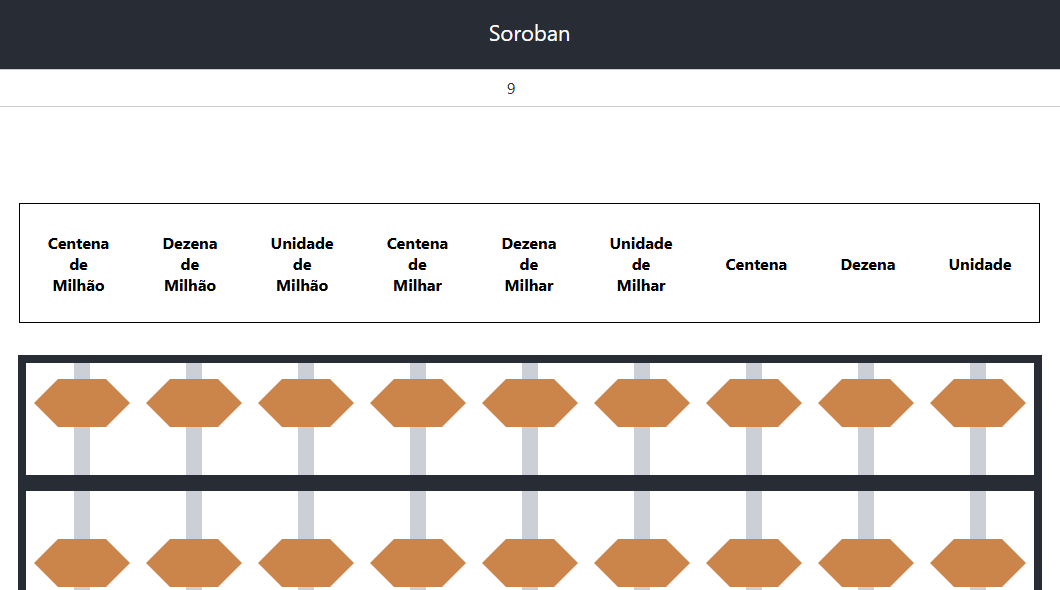 Soroban
9
Centena
de
Milhão
Dezena
de
Milhão
Unidade
de
Milhão
Centena
de
Milhar
Dezena
de
Milhar
Unidade
de
Milhar
Centena
Dezena
Unidade